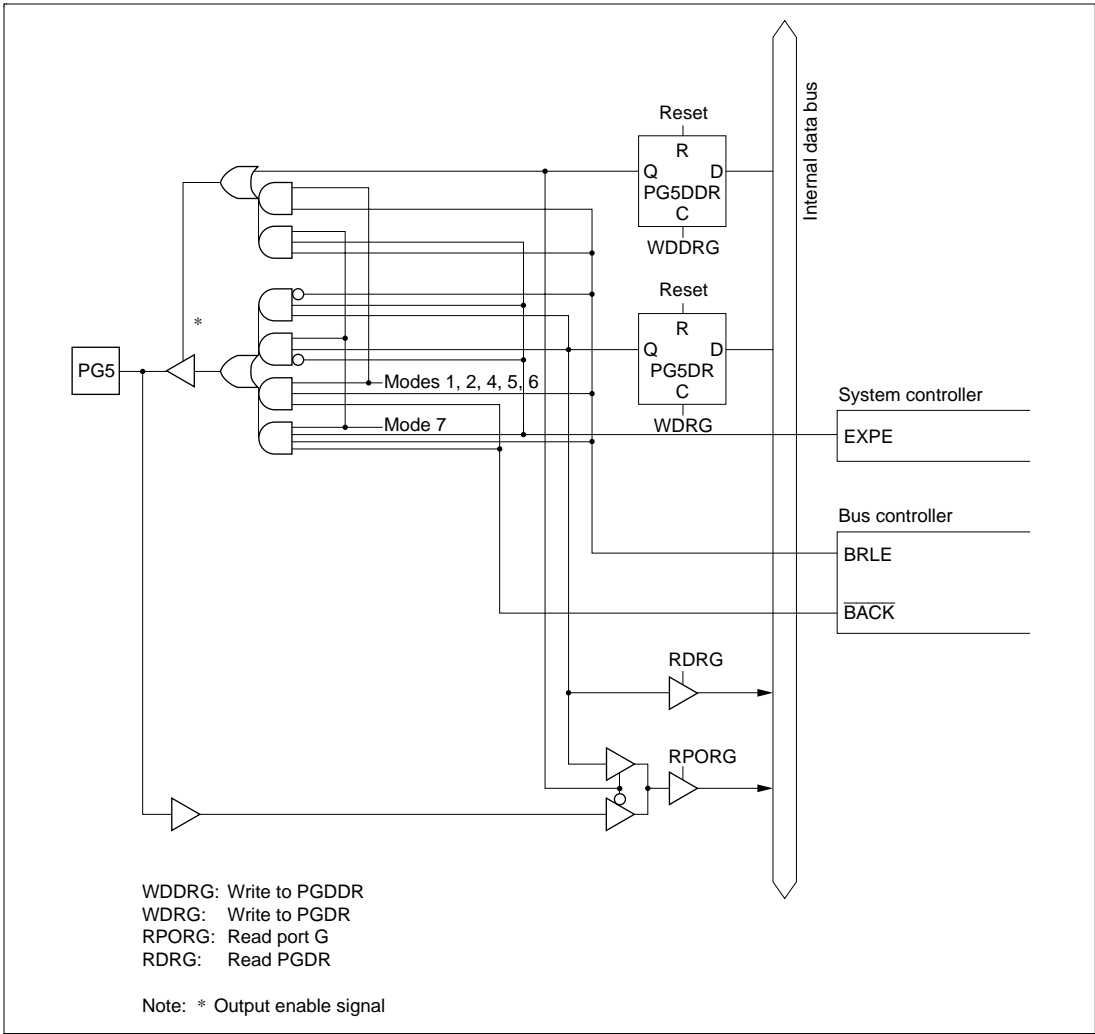 Internal data bus
Reset
R
Q D
PG5DDR
C
WDDRG
Reset
R
Q D
PG5DR
C
WDRG
*
PG5
Modes 1, 2, 4, 5, 6
Mode 7
System controller
EXPE
Bus controller
BRLE
BACK
RDRG
RPORG
WDDRG: Write to PGDDR
WDRG: Write to PGDR
RPORG: Read port G
RDRG: Read PGDR
Note: * Output enable signal